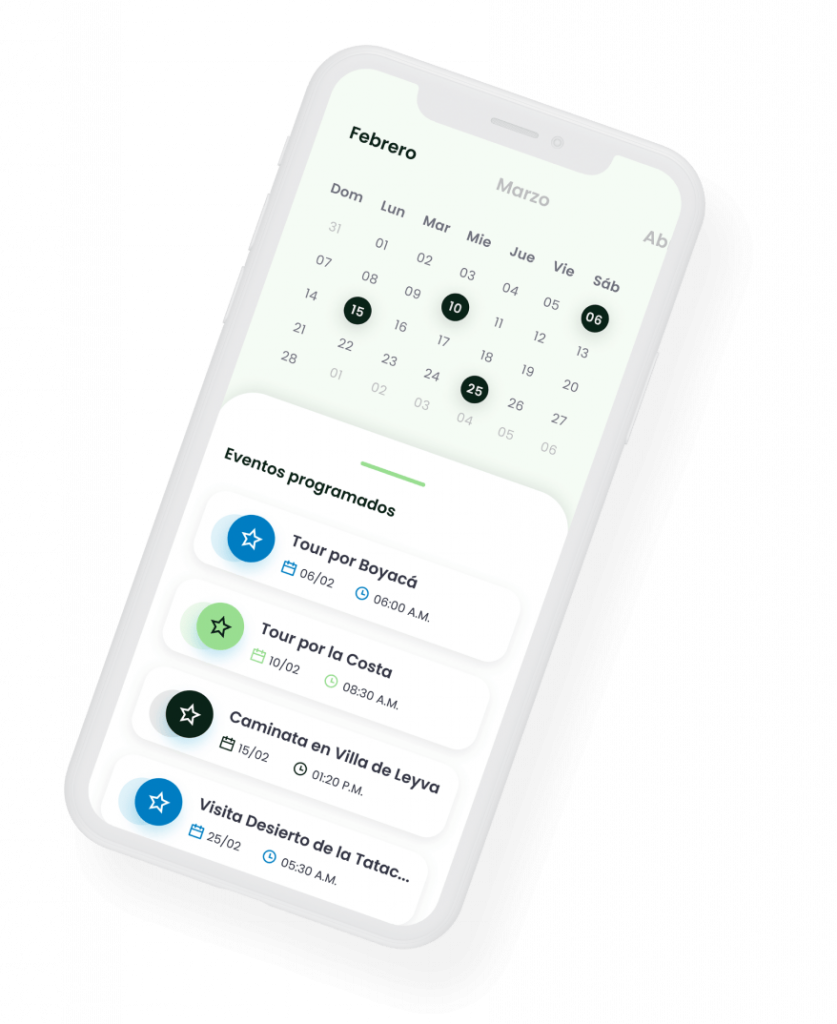 Febrero
Marzo
Ab
Dom Lun Mar Mie Jue Vie Sáb
31 01 02 03 04 05 06
07 08 09 10 11 12 13
14 15 16 17 18 19 20
21 22 23 24 25 26 27
28 01 02 03 04 05 06
Eventos programados
Tour por Boyacá
06/02 06:00 A.M.
Tour por la Costa
10/02 08:30 A.M.
Caminata en Villa de Leyva
15/02 01:20 P.M.
Visita Desierto de la Tatac...
25/02 05:30 A.M.